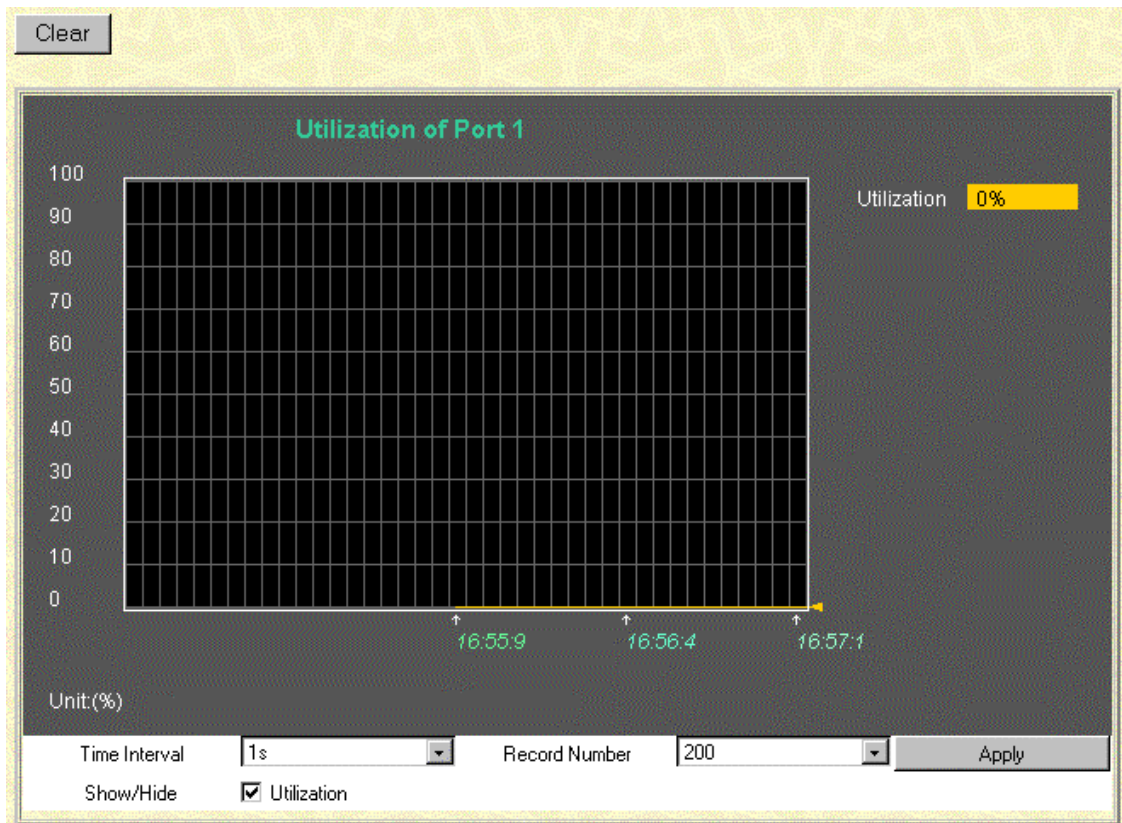 Clear
Utilization of Port 1
100
90
80
70
60
50
40
30
20
10
0
Utilization 0%
16:55:9 16:56:4 16:57:1
Unit:(%)
Time Interval 1s Record Number 200 Apply
Show/Hide Utilization